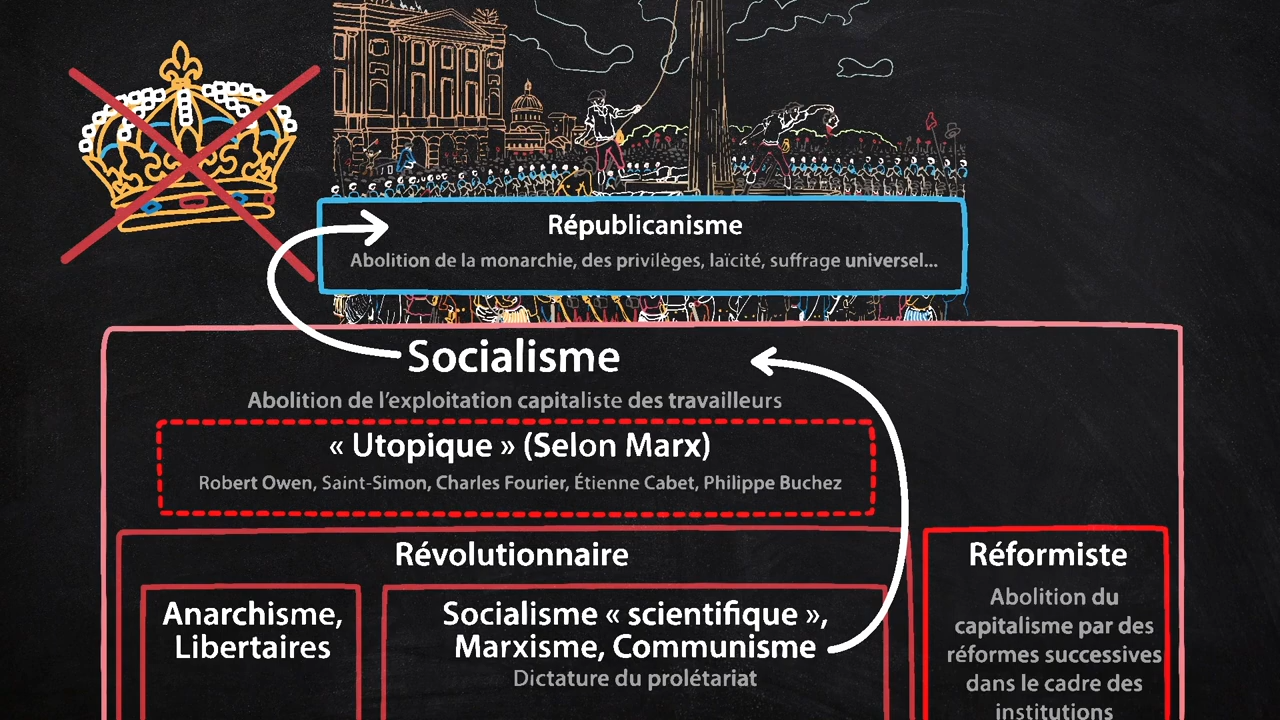 Républicanisme
Abolition de la monarchie, des privilèges, laïcité, suffrage universel...
Socialisme
Abolition de l'exploitation capitaliste des travailleurs
« Utopique » (Selon Marx)
Robert Owen, Saint-Simon, Charles Fourier, Étienne Cabet, Philippe Buchez
Révolutionnaire
Anarchisme,
Libertaires
Socialisme « scientifique »,
Marxisme, Communisme
Dictature du prolétariat
Réformiste
Abolition du
capitalisme par des
réformes successives
dans le cadre des
institutions